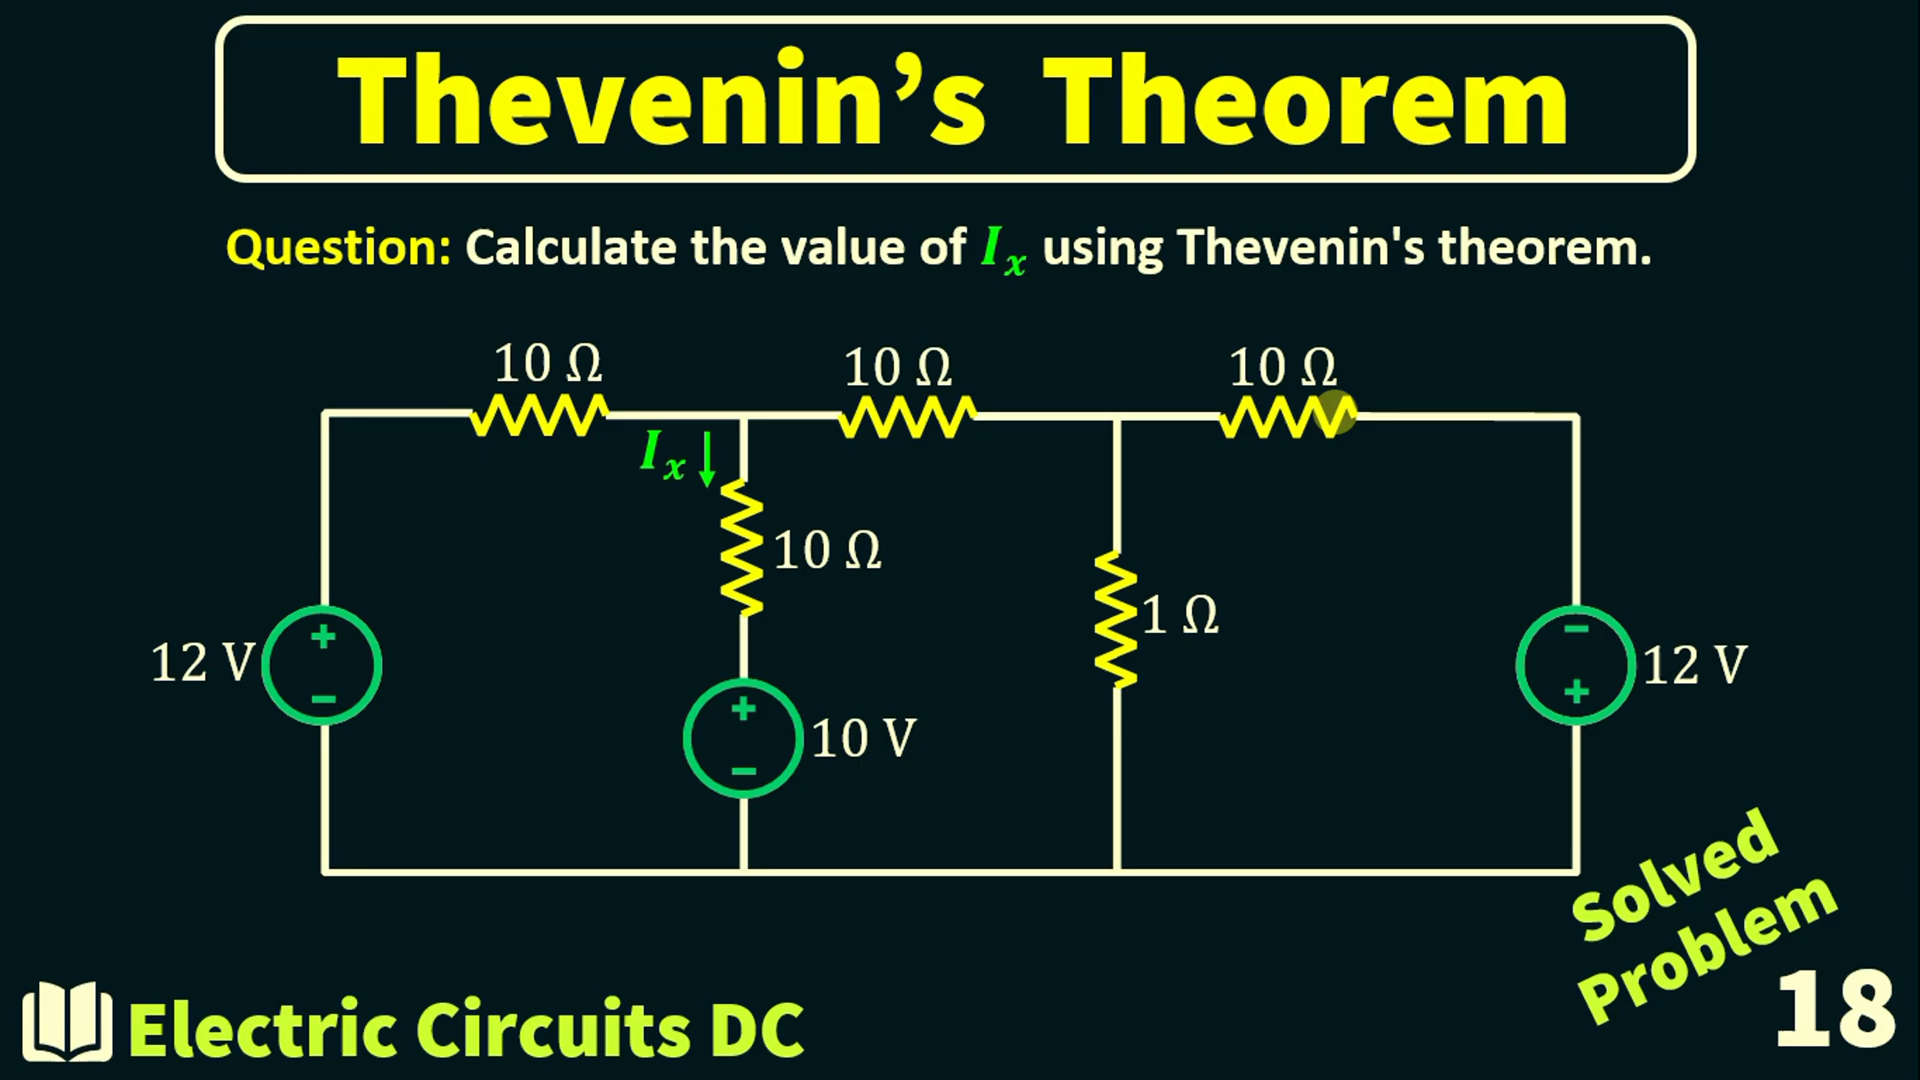 Thevenin’s Theorem
Question: Calculate the value of Iₓ using Thevenin's theorem.
10 Ω 10 Ω 10 Ω
Iₓ
10 Ω
1 Ω
12 V + − − + 12 V
+ − 10 V
Solved
Problem
18
Electric Circuits DC